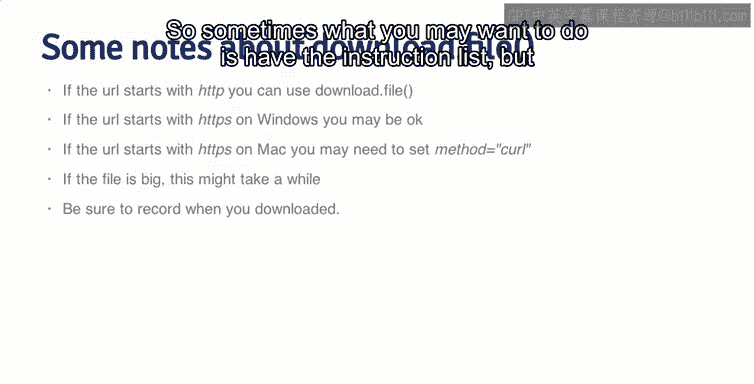 So sometimes what you may want to do
is have the instruction list, but
Some notes about download.file()
· If the url starts with http you can use download.file()
· If the url starts with https on Windows you may be ok
· If the url starts with https on Mac you may need to set method="curl"
· If the file is big, this might take a while
· Be sure to record when you downloaded.